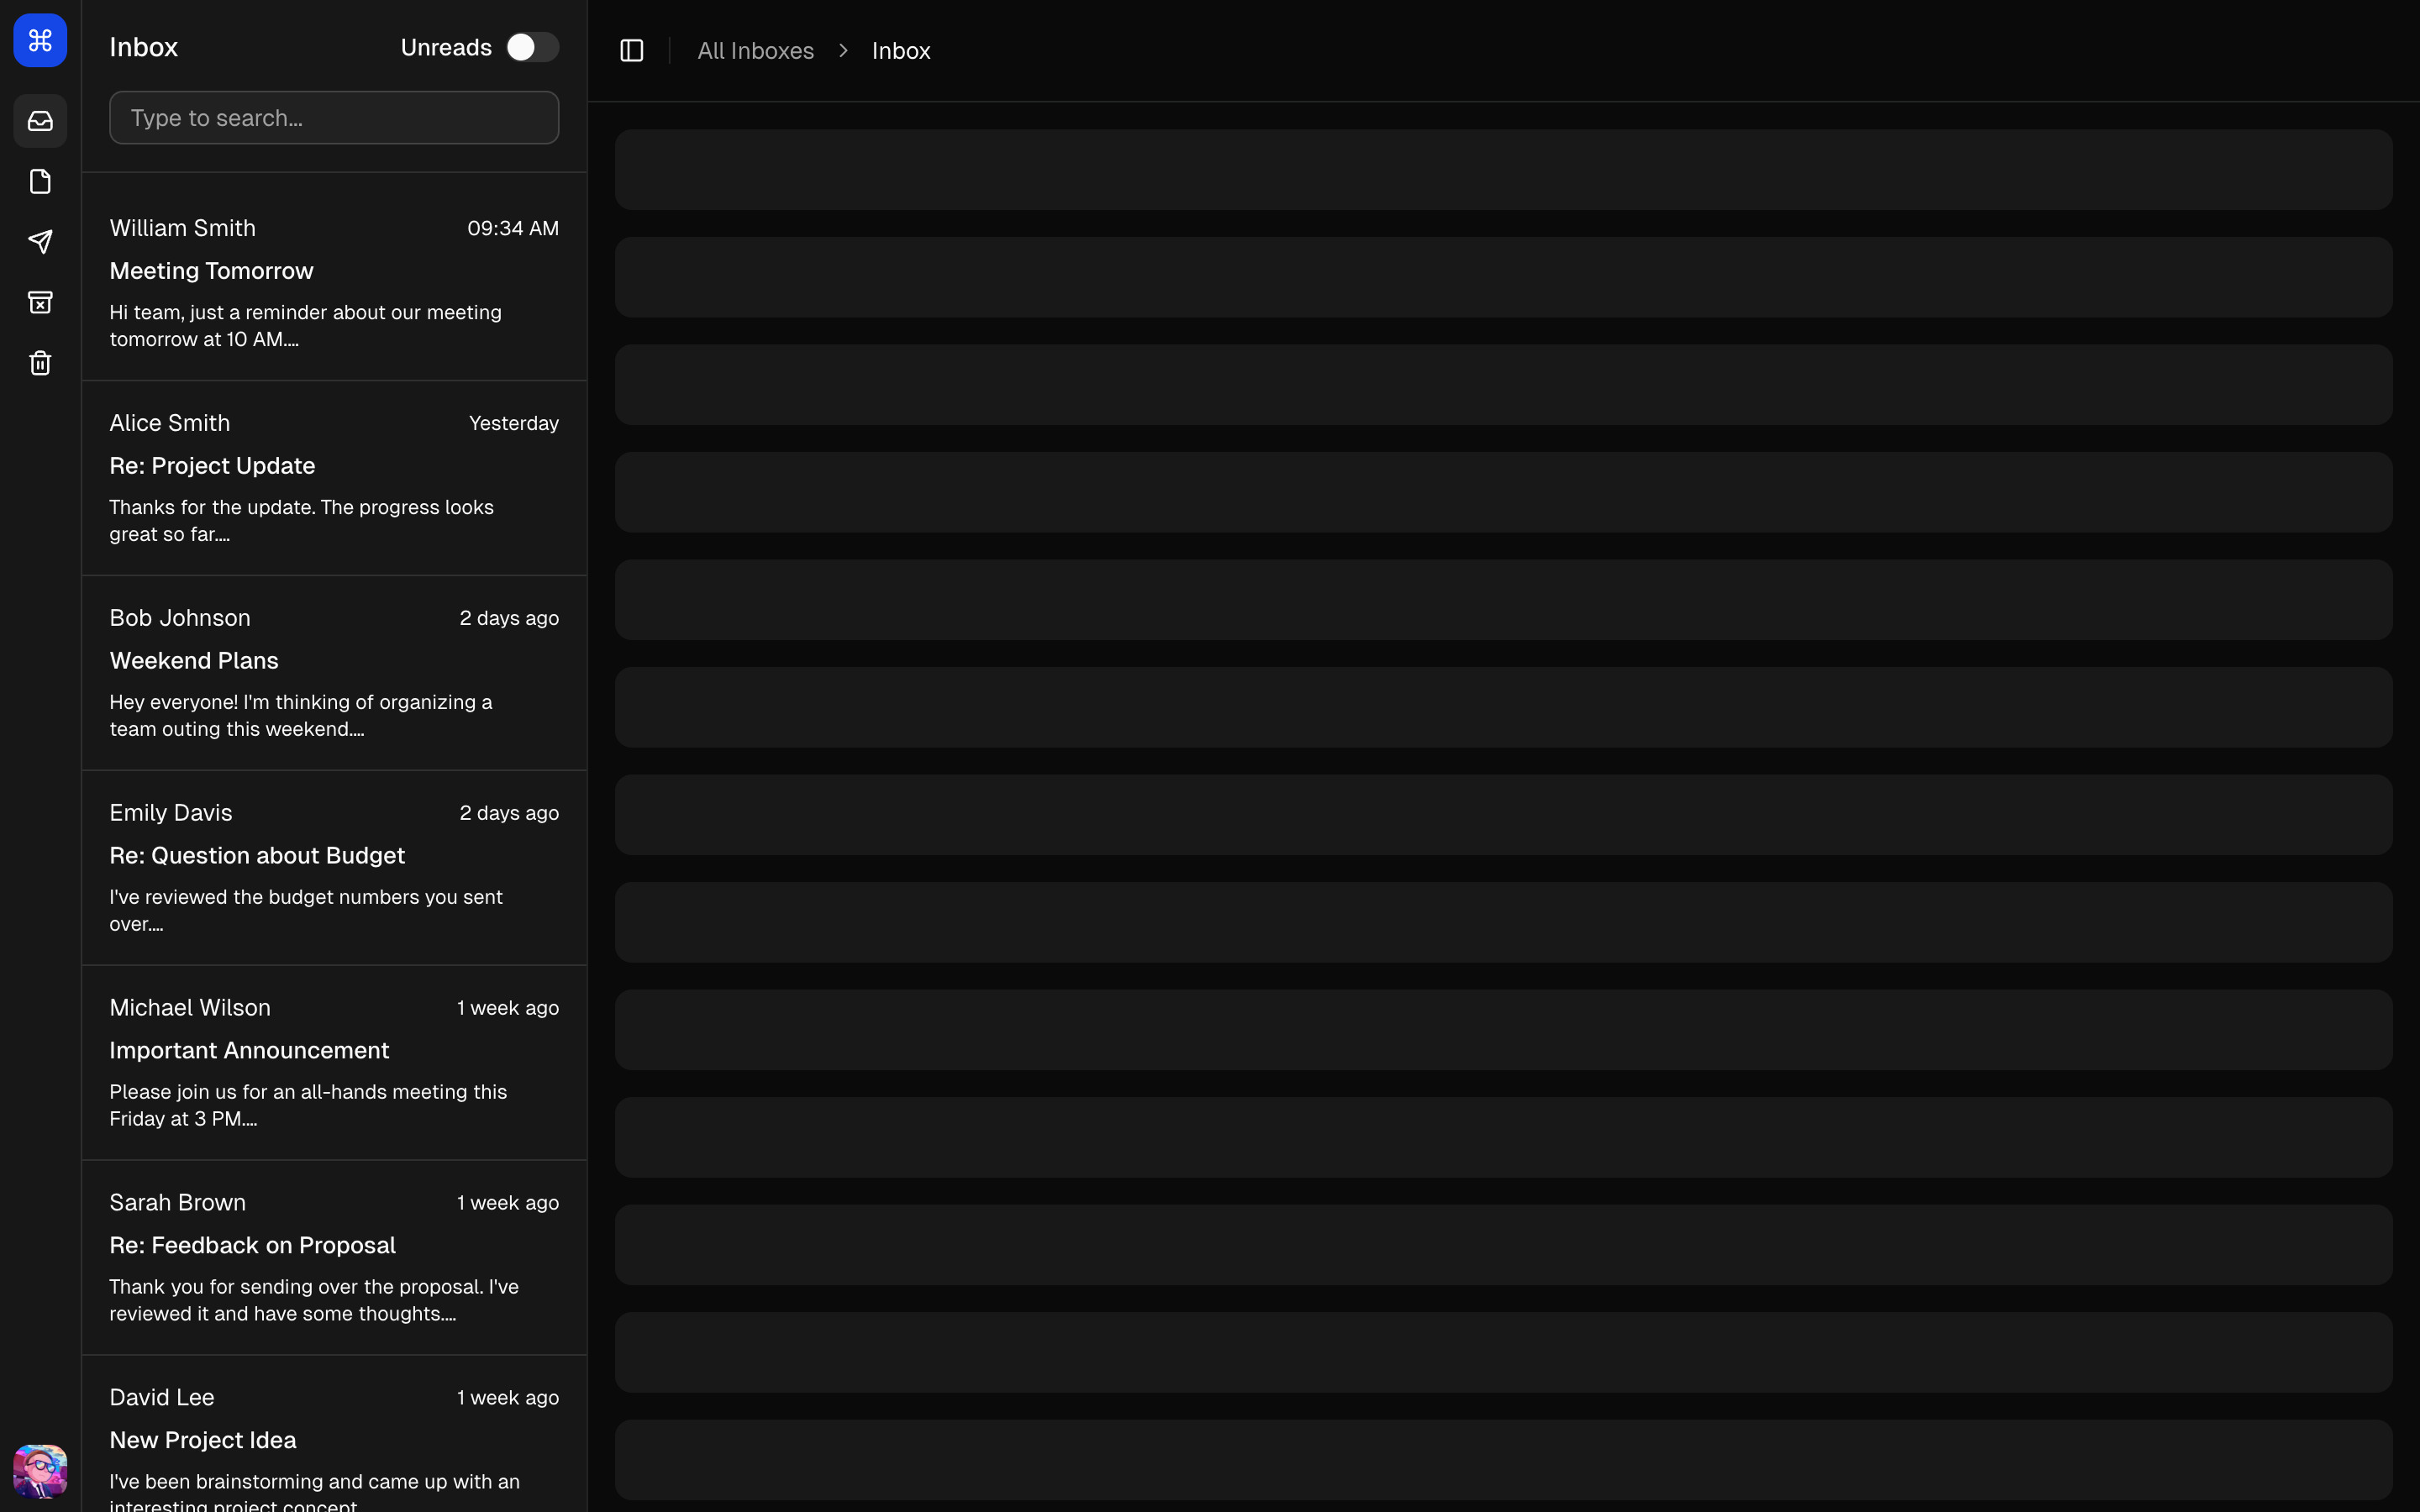 Inbox
Unreads
Type to search...
All Inboxes > Inbox
William Smith
09:34 AM
Meeting Tomorrow
Hi team, just a reminder about our meeting
tomorrow at 10 AM....
Alice Smith
Yesterday
Re: Project Update
Thanks for the update. The progress looks
great so far....
Bob Johnson
2 days ago
Weekend Plans
Hey everyone! I'm thinking of organizing a
team outing this weekend....
Emily Davis
2 days ago
Re: Question about Budget
I've reviewed the budget numbers you sent
over....
Michael Wilson
1 week ago
Important Announcement
Please join us for an all-hands meeting this
Friday at 3 PM....
Sarah Brown
1 week ago
Re: Feedback on Proposal
Thank you for sending over the proposal. I've
reviewed it and have some thoughts....
David Lee
1 week ago
New Project Idea
I've been brainstorming and came up with an
interesting project concept